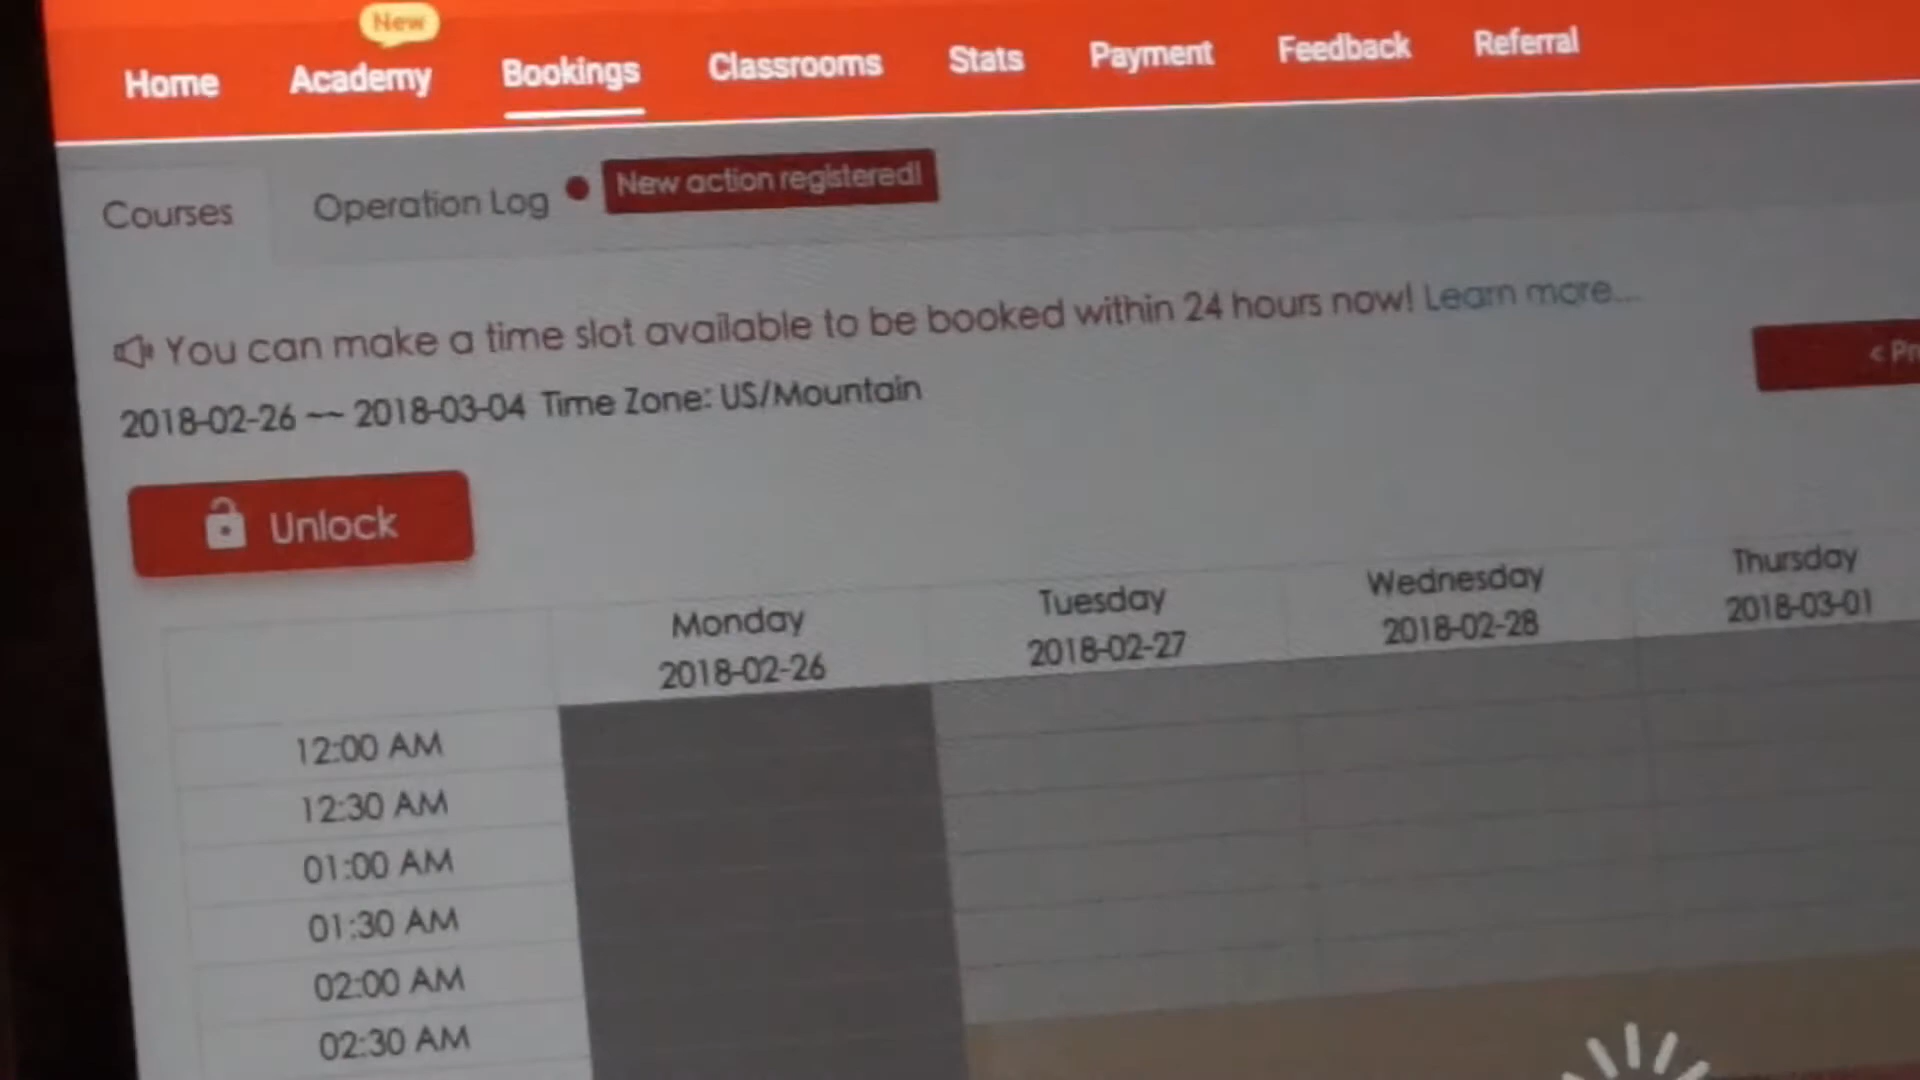 New
Home Academy Bookings Classrooms Stats Payment Feedback Referral
Courses Operation Log New action registered!
You can make a time slot available to be booked within 24 hours now! Learn more...
2018-02-26 ~~ 2018-03-04 Time Zone: US/Mountain
Unlock
Monday Tuesday Wednesday Thursday
2018-02-26 2018-02-27 2018-02-28 2018-03-01
12:00 AM
12:30 AM
01:00 AM
01:30 AM
02:00 AM
02:30 AM